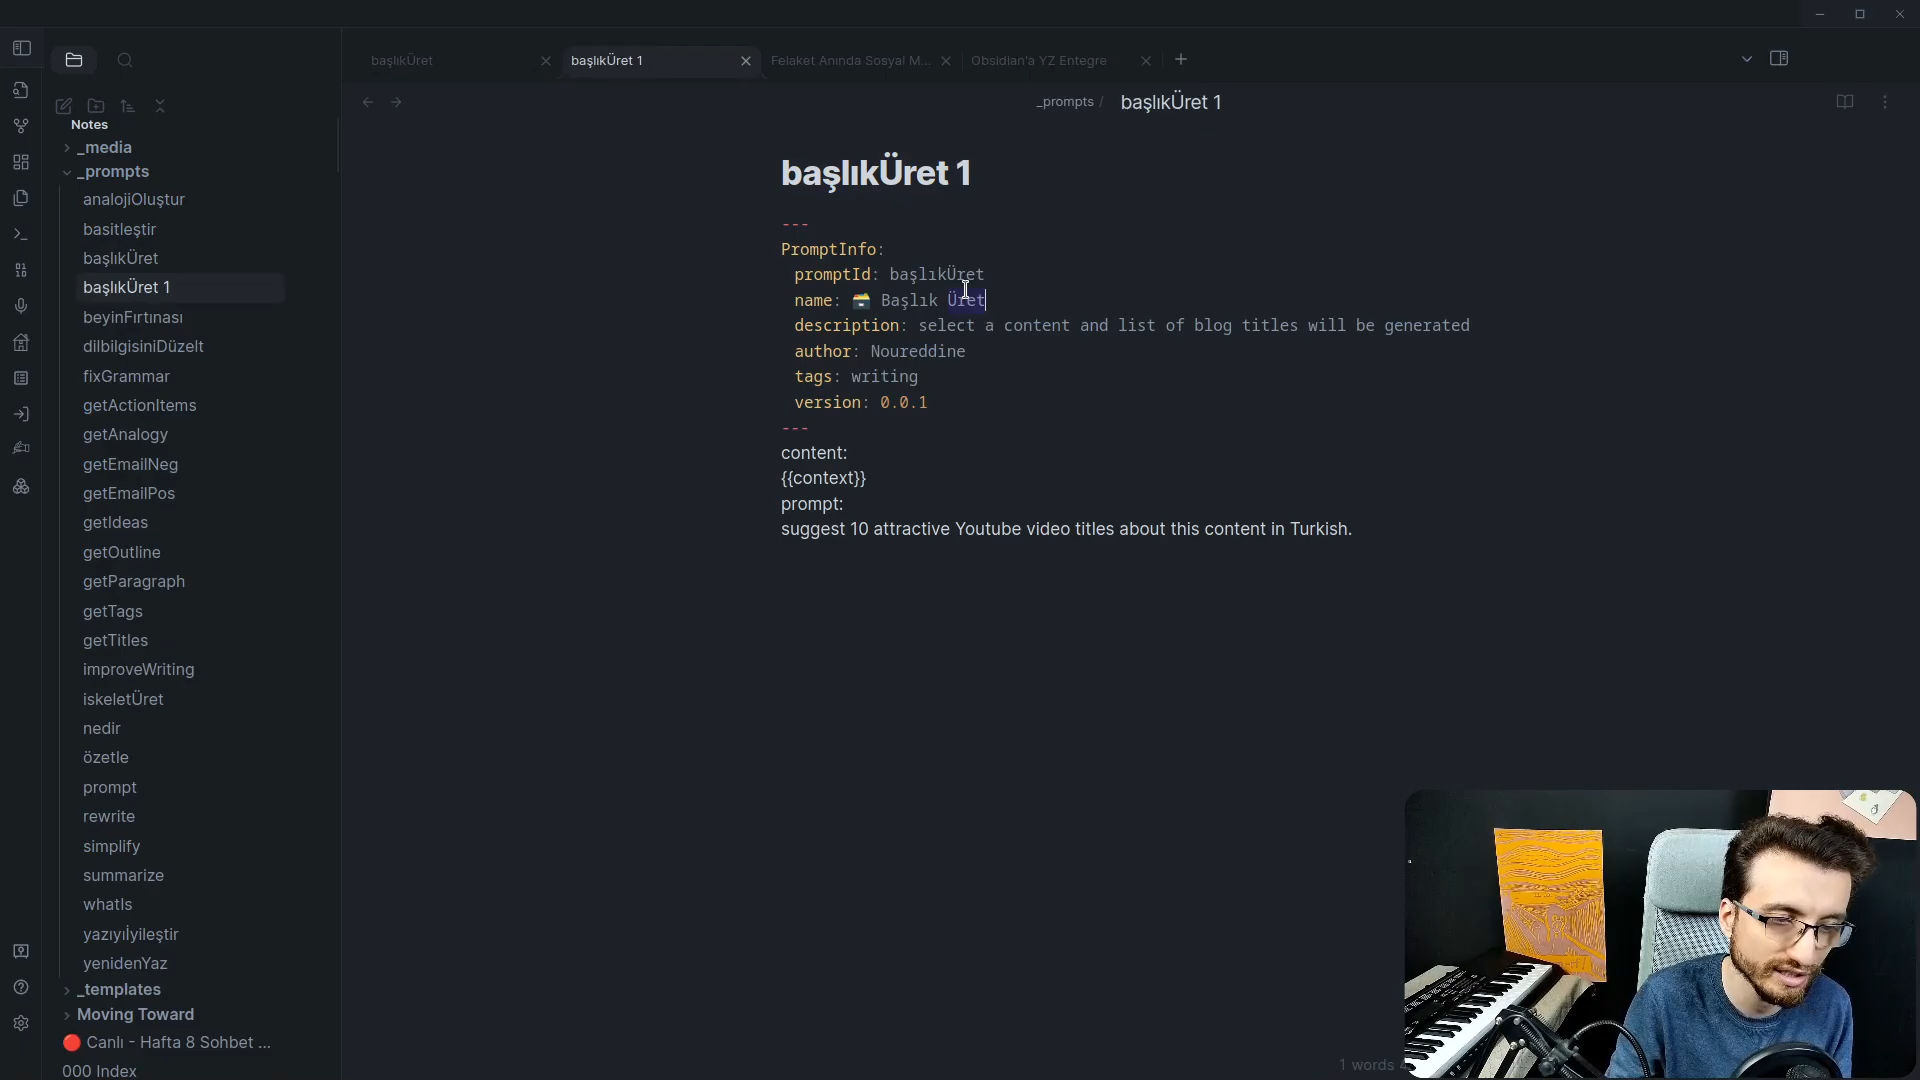 başlıkÜret
başlıkÜret 1
Felaket Anında Sosyal M...
Obsidian'a YZ Entegre
Notes
_media
_prompts
analojiOluştur
basitleştir
başlıkÜret
başlıkÜret 1
beyinFırtınası
dilbilgisiniDüzelt
fixGrammar
getActionItems
getAnalogy
getEmailNeg
getEmailPos
getIdeas
getOutline
getParagraph
getTags
getTitles
improveWriting
iskeletÜret
nedir
özetle
prompt
rewrite
simplify
summarize
whatIs
yazıyıİyileştir
yenidenYaz
_templates
Moving Toward
🔴 Canlı - Hafta 8 Sohbet ...
000 Index
_prompts / başlıkÜret 1
başlıkÜret 1
---
PromptInfo:
promptId: başlıkÜret
name: 🗃️ Başlık Üret
description: select a content and list of blog titles will be generated
author: Noureddine
tags: writing
version: 0.0.1
---
content:
{{context}}
prompt:
suggest 10 attractive Youtube video titles about this content in Turkish.
1 words